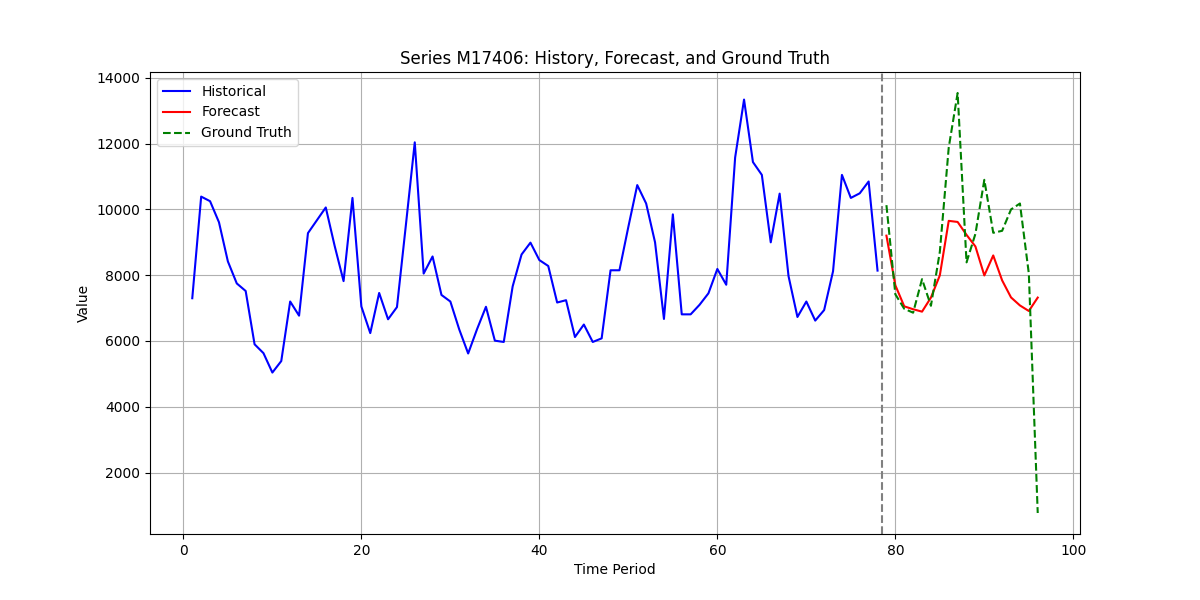 Series M17406: History, Forecast, and Ground Truth
Historical
Forecast
Ground Truth
14000
12000
10000
8000
6000
4000
2000
Value
0 20 40 60 80 100
Time Period